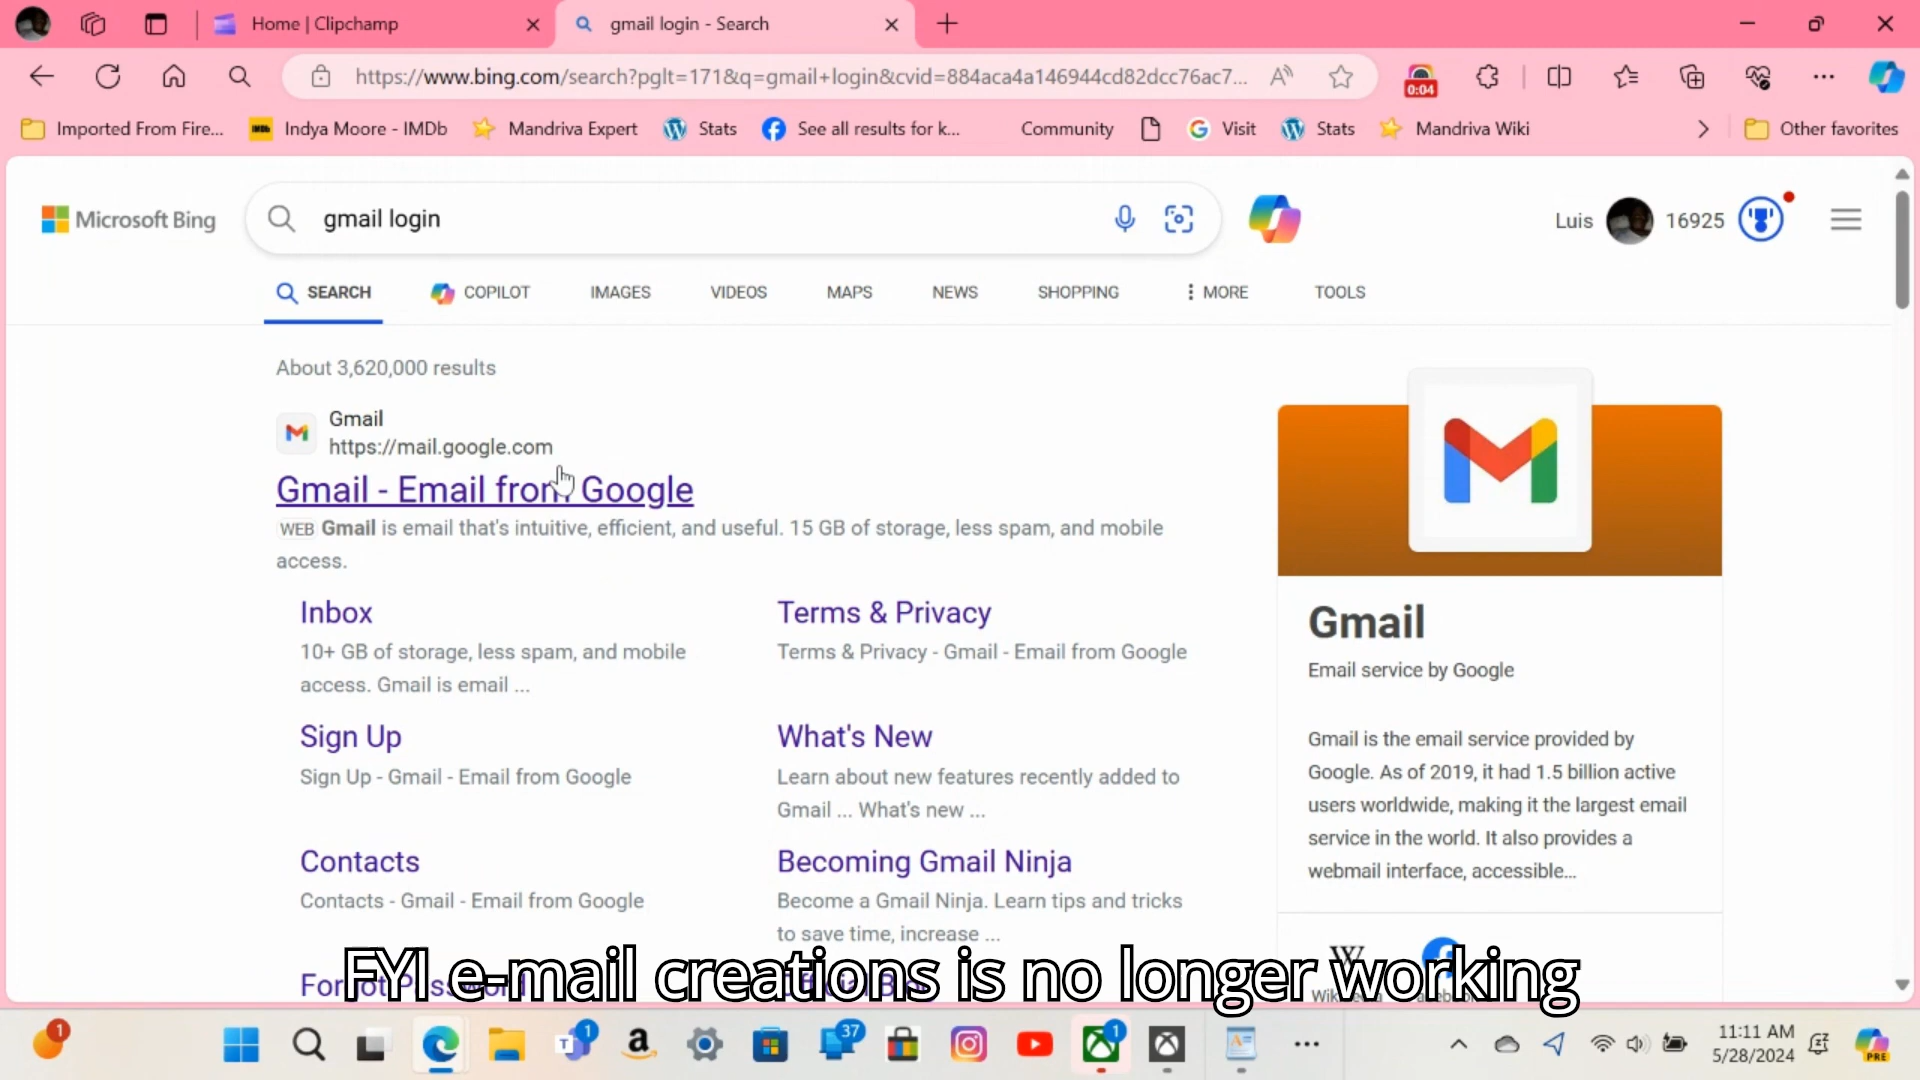 Home | Clipchamp
gmail login - Search
https://www.bing.com/search?pglt=171&q=gmail+login&cvid=884aca4a146944cd82dcc76ac7...
0:04
Imported From Fire...
Indya Moore - IMDb
Mandriva Expert
Stats
See all results for k...
Community
Visit
Stats
Mandriva Wiki
Other favorites
Microsoft Bing
gmail login
Luis
16925
SEARCH
COPILOT
IMAGES
VIDEOS
MAPS
NEWS
SHOPPING
MORE
TOOLS
About 3,620,000 results
Gmail
https://mail.google.com
Gmail - Email from Google
WEB Gmail is email that's intuitive, efficient, and useful. 15 GB of storage, less spam, and mobile
access.
Inbox
10+ GB of storage, less spam, and mobile
access. Gmail is email ...
Terms & Privacy
Terms & Privacy - Gmail - Email from Google
Sign Up
Sign Up - Gmail - Email from Google
What's New
Learn about new features recently added to
Gmail ... What's new ...
Contacts
Contacts - Gmail - Email from Google
Becoming Gmail Ninja
Become a Gmail Ninja. Learn tips and tricks
to save time, increase ...
Gmail
Email service by Google
Gmail is the email service provided by
Google. As of 2019, it had 1.5 billion active
users worldwide, making it the largest email
service in the world. It also provides a
webmail interface, accessible...
FYI e-mail creations is no longer working
1
1
37
1
11:11 AM
5/28/2024
PRE